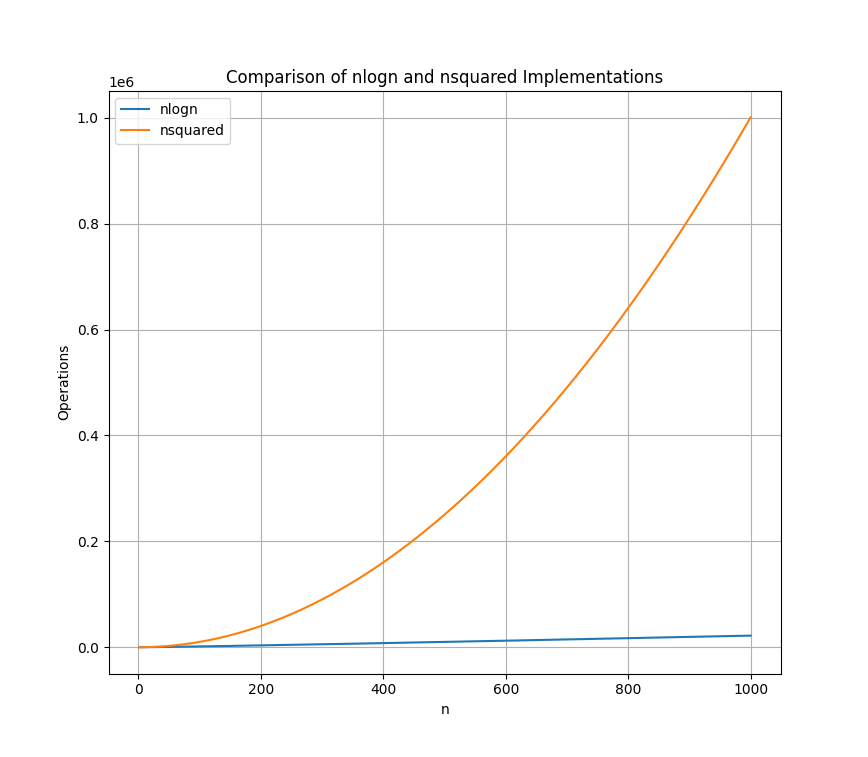 Comparison of nlogn and nsquared Implementations
1e6
nlogn
nsquared
1.0
0.8
0.6
0.4
0.2
0.0
Operations
0 200 400 600 800 1000
n